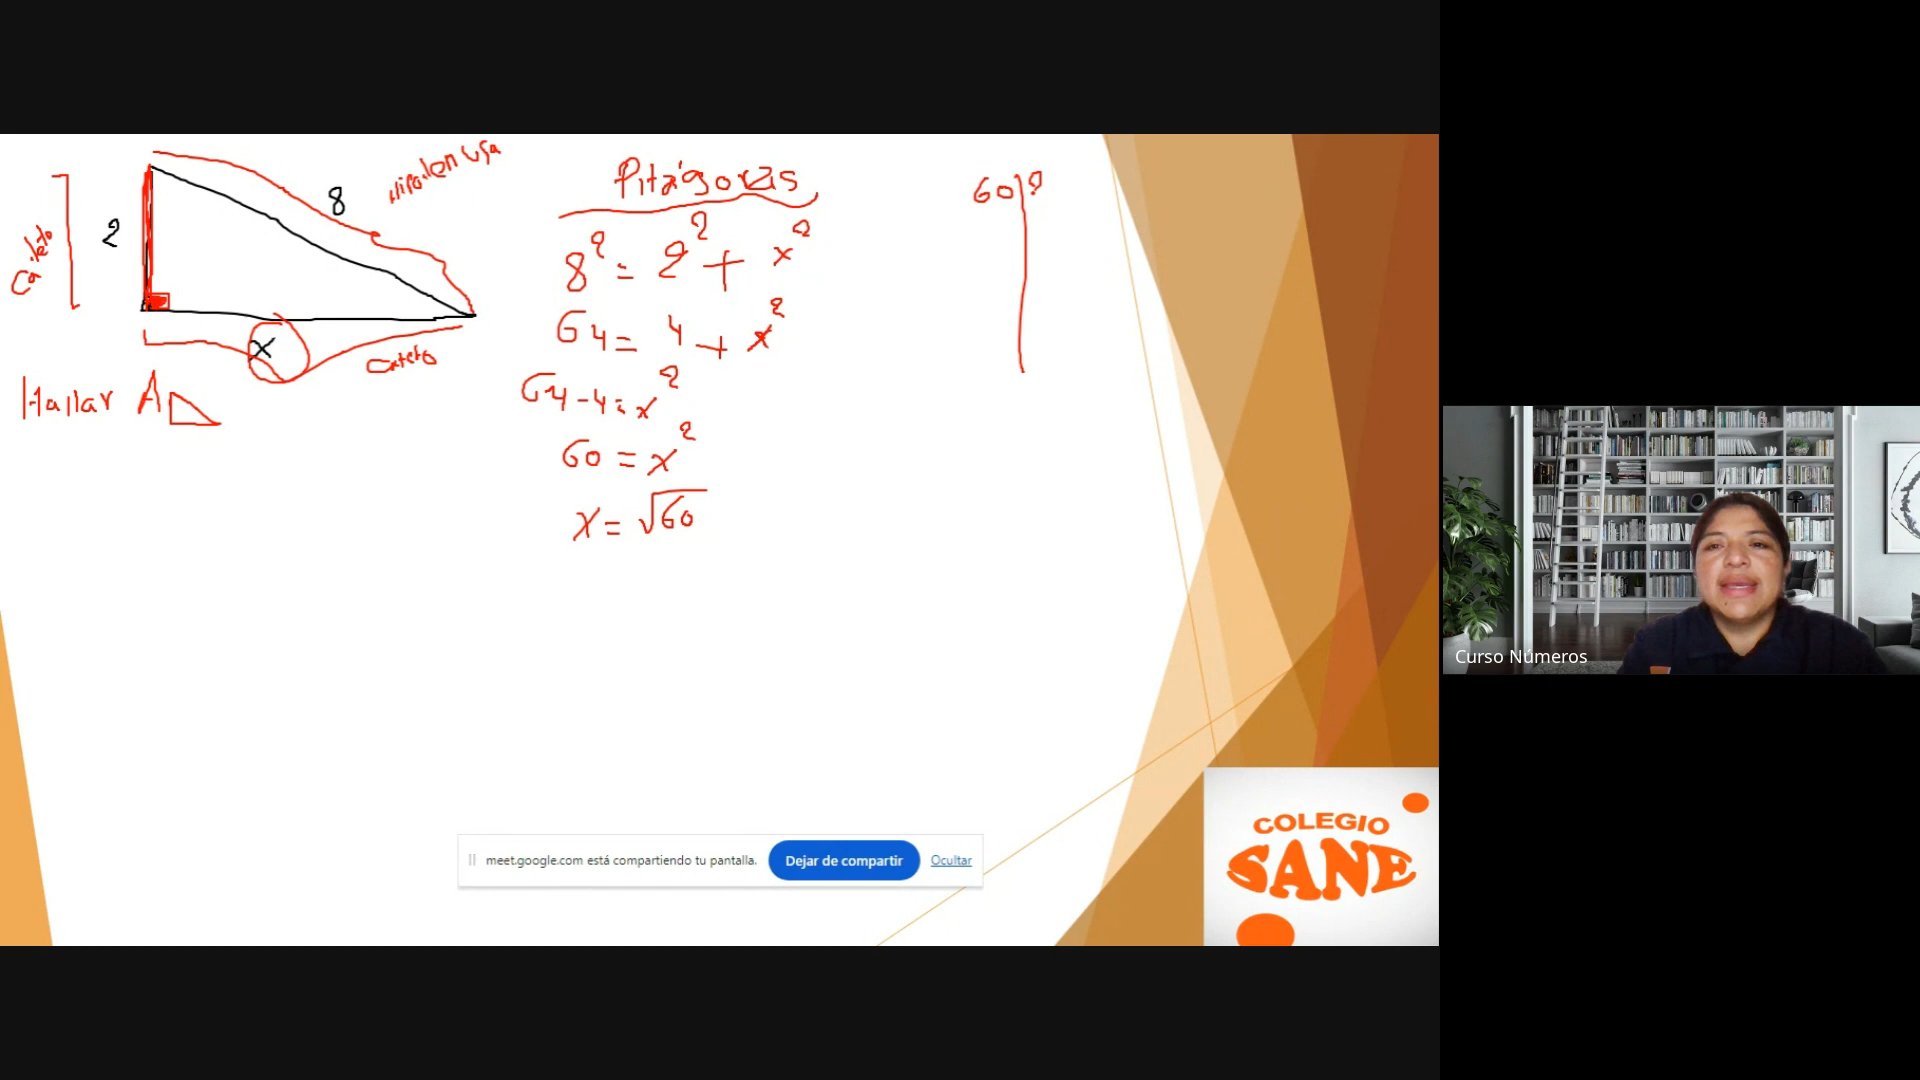 Cateto
2
8
Hipotenusa
x
Cateto
Hallar A
Pitágoras
8² = 2² + x²
64 = 4 + x²
64 - 4 = x²
60 = x²
x = √60
60 | 2
meet.google.com está compartiendo tu pantalla.
Dejar de compartir
Ocultar
COLEGIO
SANE
Curso Números